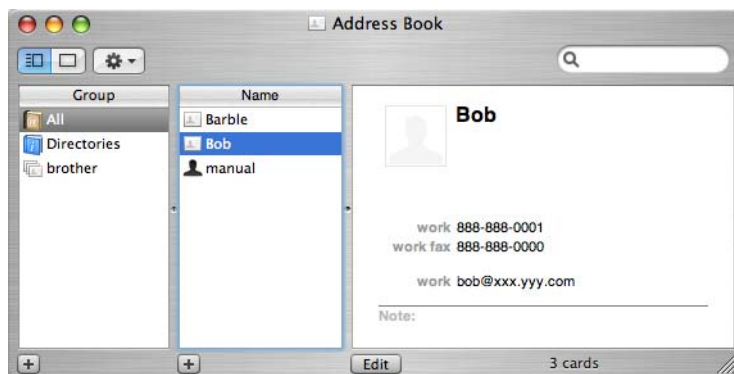 Address Book
Group
All
Directories
brother
Name
Barble
Bob
manual
Bob
work 888-888-0001
work fax 888-888-0000
work bob@xxx.yyy.com
Note:
Edit
3 cards